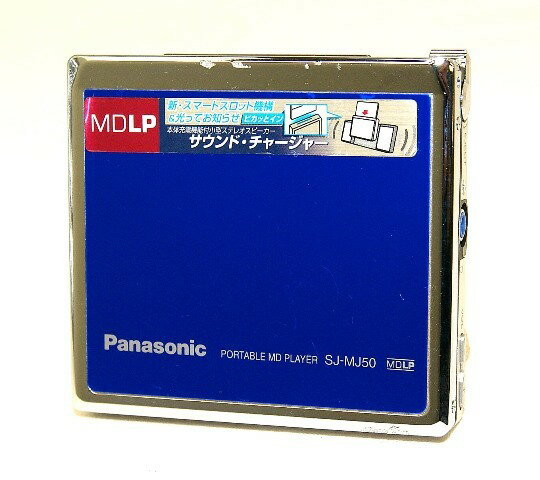 MDLP
新・スマートスロット機構
&光ってお知らせ ピカッとイン
本体充電機能付小型ステレオスピーカー
サウンド・チャージャー
Panasonic PORTABLE MD PLAYER SJ-MJ50 MDLP